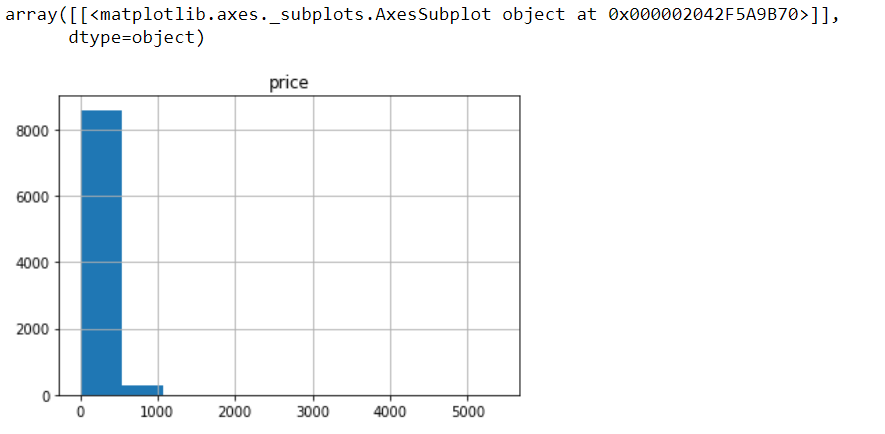 array([[<matplotlib.axes._subplots.AxesSubplot object at 0x000002042F5A9B70>]],
dtype=object)
price
8000
6000
4000
2000
0
0 1000 2000 3000 4000 5000